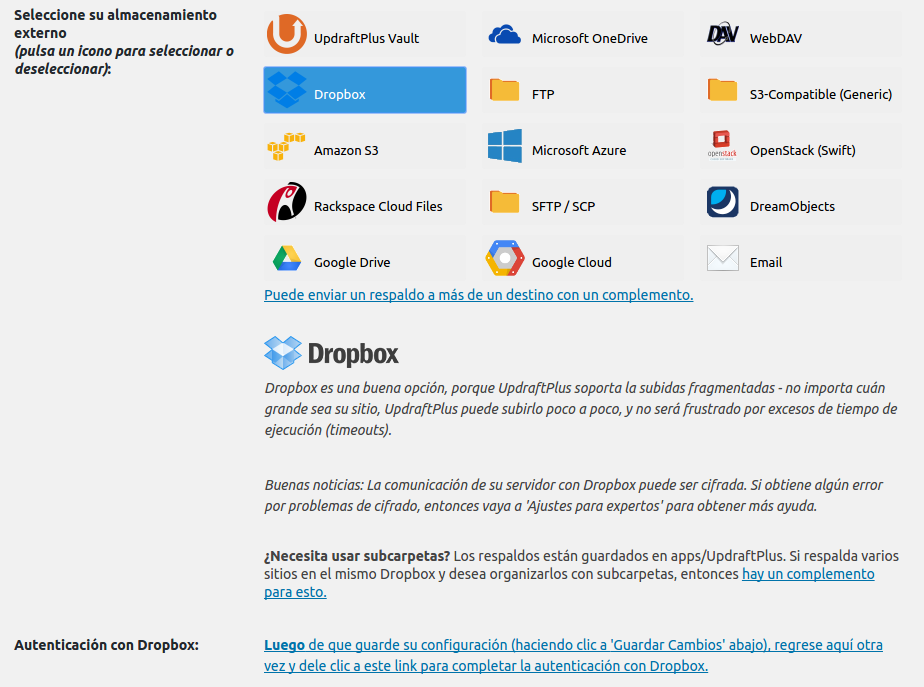 Seleccione su almacenamiento
externo
(pulsa un icono para seleccionar o
deseleccionar):
UpdraftPlus Vault
Microsoft OneDrive
DAV
WebDAV
Dropbox
FTP
S3-Compatible (Generic)
Amazon S3
Microsoft Azure
openstack
OpenStack (Swift)
Rackspace Cloud Files
SFTP / SCP
DreamObjects
Google Drive
Google Cloud
Email
Puede enviar un respaldo a más de un destino con un complemento.
Dropbox
Dropbox es una buena opción, porque UpdraftPlus soporta la subidas fragmentadas - no importa cuán
grande sea su sitio, UpdraftPlus puede subirlo poco a poco, y no será frustrado por excesos de tiempo de
ejecución (timeouts).
Buenas noticias: La comunicación de su servidor con Dropbox puede ser cifrada. Si obtiene algún error
por problemas de cifrado, entonces vaya a 'Ajustes para expertos' para obtener más ayuda.
¿Necesita usar subcarpetas? Los respaldos están guardados en apps/UpdraftPlus. Si respalda varios
sitios en el mismo Dropbox y desea organizarlos con subcarpetas, entonces hay un complemento
para esto.
Autenticación con Dropbox:
Luego de que guarde su configuración (haciendo clic a 'Guardar Cambios' abajo), regrese aquí otra
vez y dele clic a este link para completar la autenticación con Dropbox.